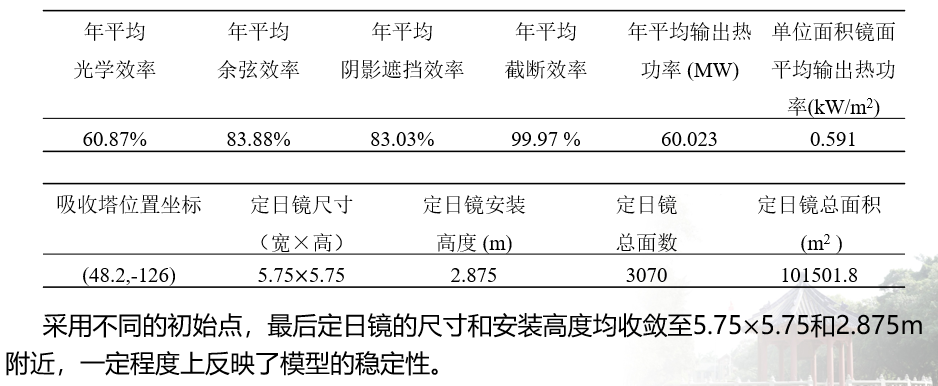 年平均 年平均 年平均 年平均 年平均输出热 单位面积镜面
光学效率 余弦效率 阴影遮挡效率 截断效率 功率 (MW) 平均输出热功
率(kW/m²)
60.87% 83.88% 83.03% 99.97 % 60.023 0.591
吸收塔位置坐标 定日镜尺寸 定日镜安装 定日镜 定日镜总面积
（宽×高） 高度 (m) 总面数 (m² )
(48.2,-126) 5.75×5.75 2.875 3070 101501.8
采用不同的初始点，最后定日镜的尺寸和安装高度均收敛至5.75×5.75和2.875m
附近，一定程度上反映了模型的稳定性。